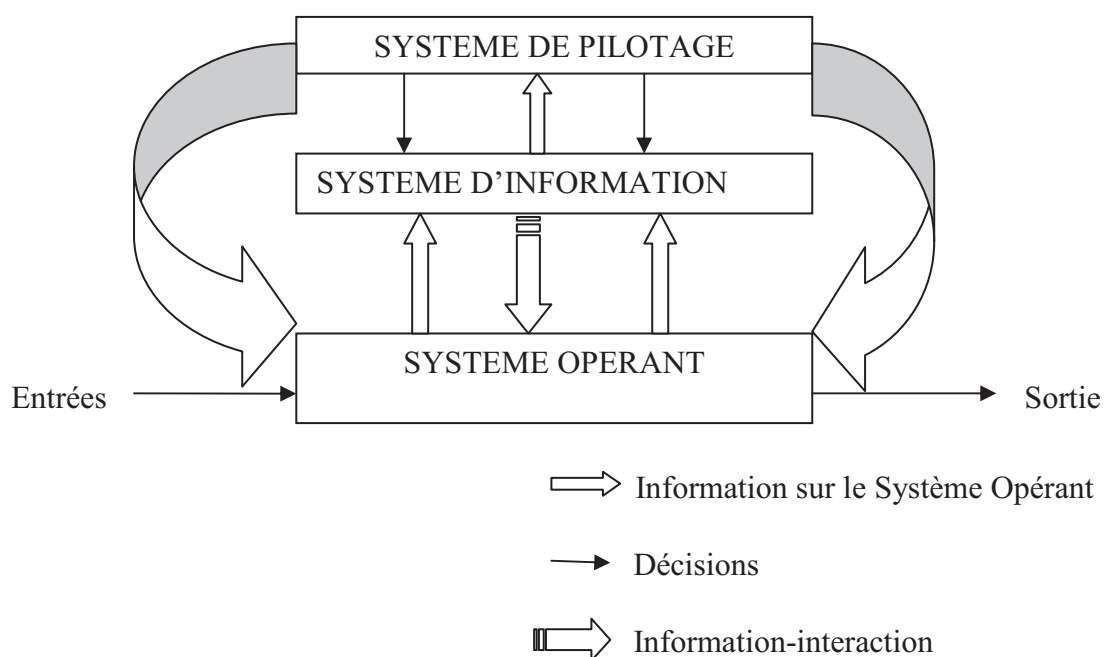 SYSTEME DE PILOTAGE
SYSTEME D’INFORMATION
SYSTEME OPERANT
Entrées
Sortie
Information sur le Système Opérant
Décisions
Information-interaction